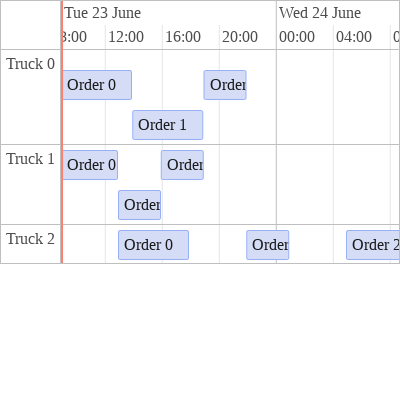 Tue 23 June Wed 24 June
8:00 12:00 16:00 20:00 00:00 04:00
Truck 0
Order 0 Order
Order 1
Truck 1
Order 0 Order
Order
Truck 2
Order 0 Order Order 2